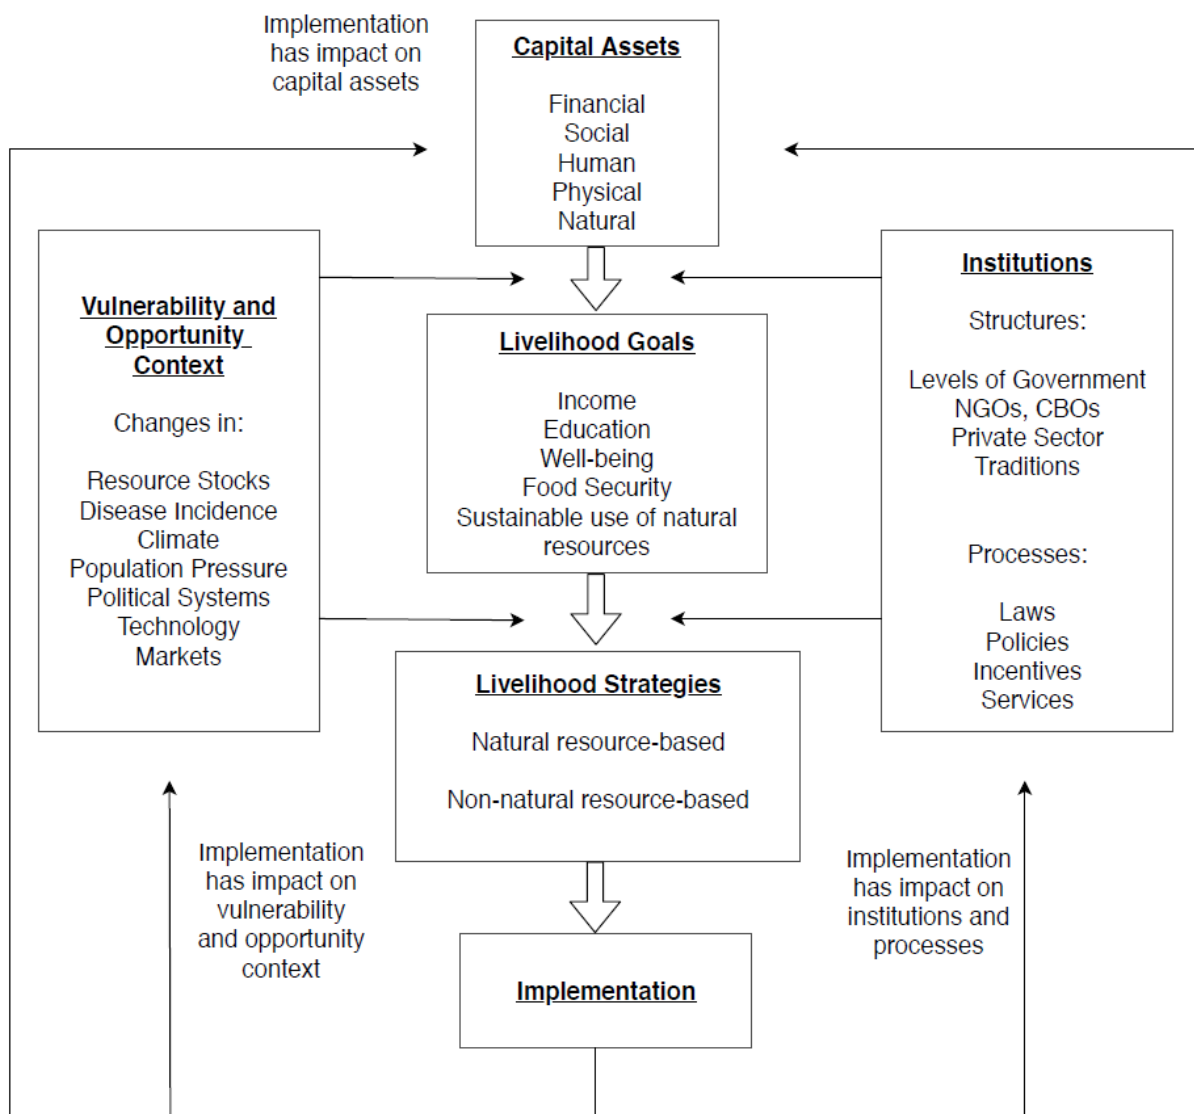 Implementation
has impact on
capital assets
Capital Assets
Financial
Social
Human
Physical
Natural
Vulnerability and
Opportunity
Context
Changes in:
Resource Stocks
Disease Incidence
Climate
Population Pressure
Political Systems
Technology
Markets
Livelihood Goals
Income
Education
Well-being
Food Security
Sustainable use of natural
resources
Institutions
Structures:
Levels of Government
NGOs, CBOs
Private Sector
Traditions
Processes:
Laws
Policies
Incentives
Services
Livelihood Strategies
Natural resource-based
Non-natural resource-based
Implementation
has impact on
vulnerability
and opportunity
context
Implementation
has impact on
institutions and
processes
Implementation